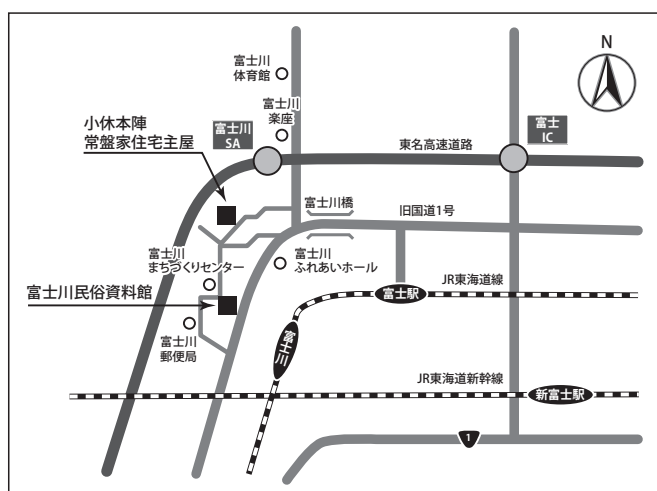 N
富士川
体育館
富士川
楽座
小休本陣
常盤家住宅主屋
富士川
SA
富士
IC
東名高速道路
富士川橋
旧国道1号
富士川
まちづくりセンター
富士川
ふれあいホール
富士川民俗資料館
JR東海道線
富士駅
富士川
富士川
郵便局
JR東海道新幹線
新富士駅
1